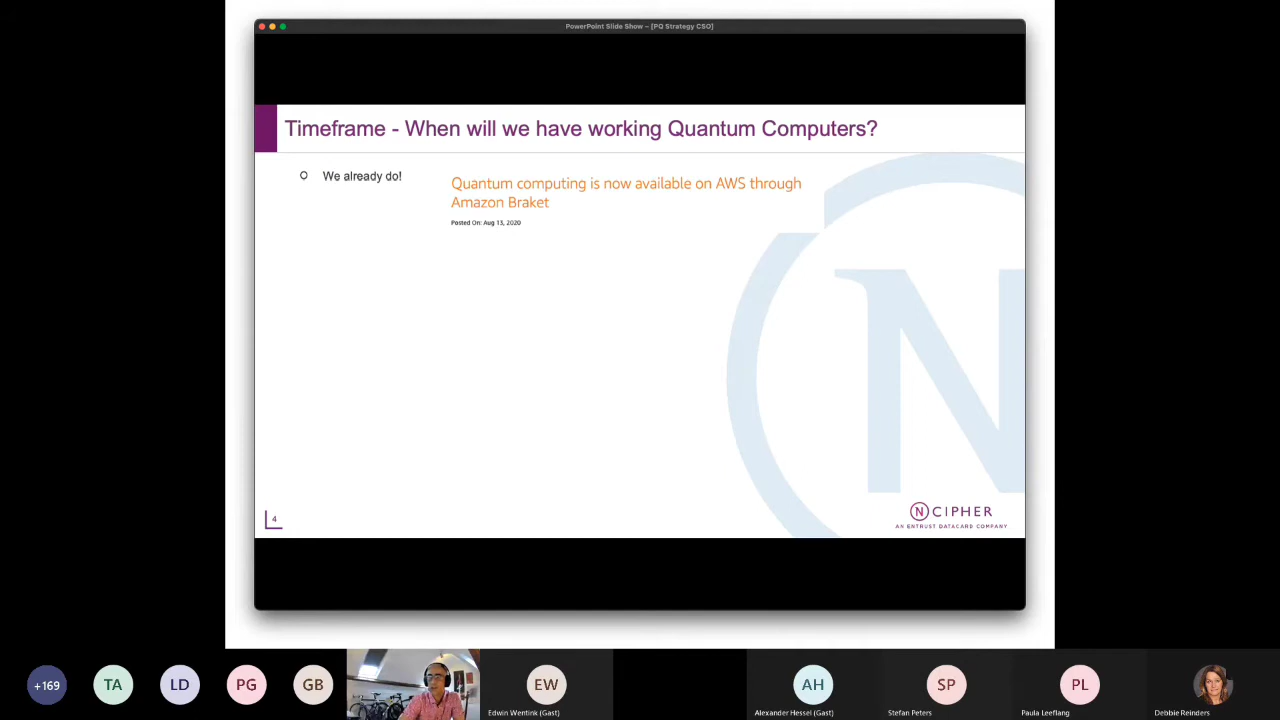 PowerPoint Slide Show – [PQ Strategy CSO]
Timeframe - When will we have working Quantum Computers?
We already do!
Quantum computing is now available on AWS through
Amazon Braket
Posted On: Aug 13, 2020
N
4
N CIPHER
AN ENTRUST DATACARD COMPANY
+169
TA
LD
PG
GB
EW
Edwin Wentink (Gast)
AH
Alexander Hessel (Gast)
SP
Stefan Peters
PL
Paula Leeflang
Debbie Reinders